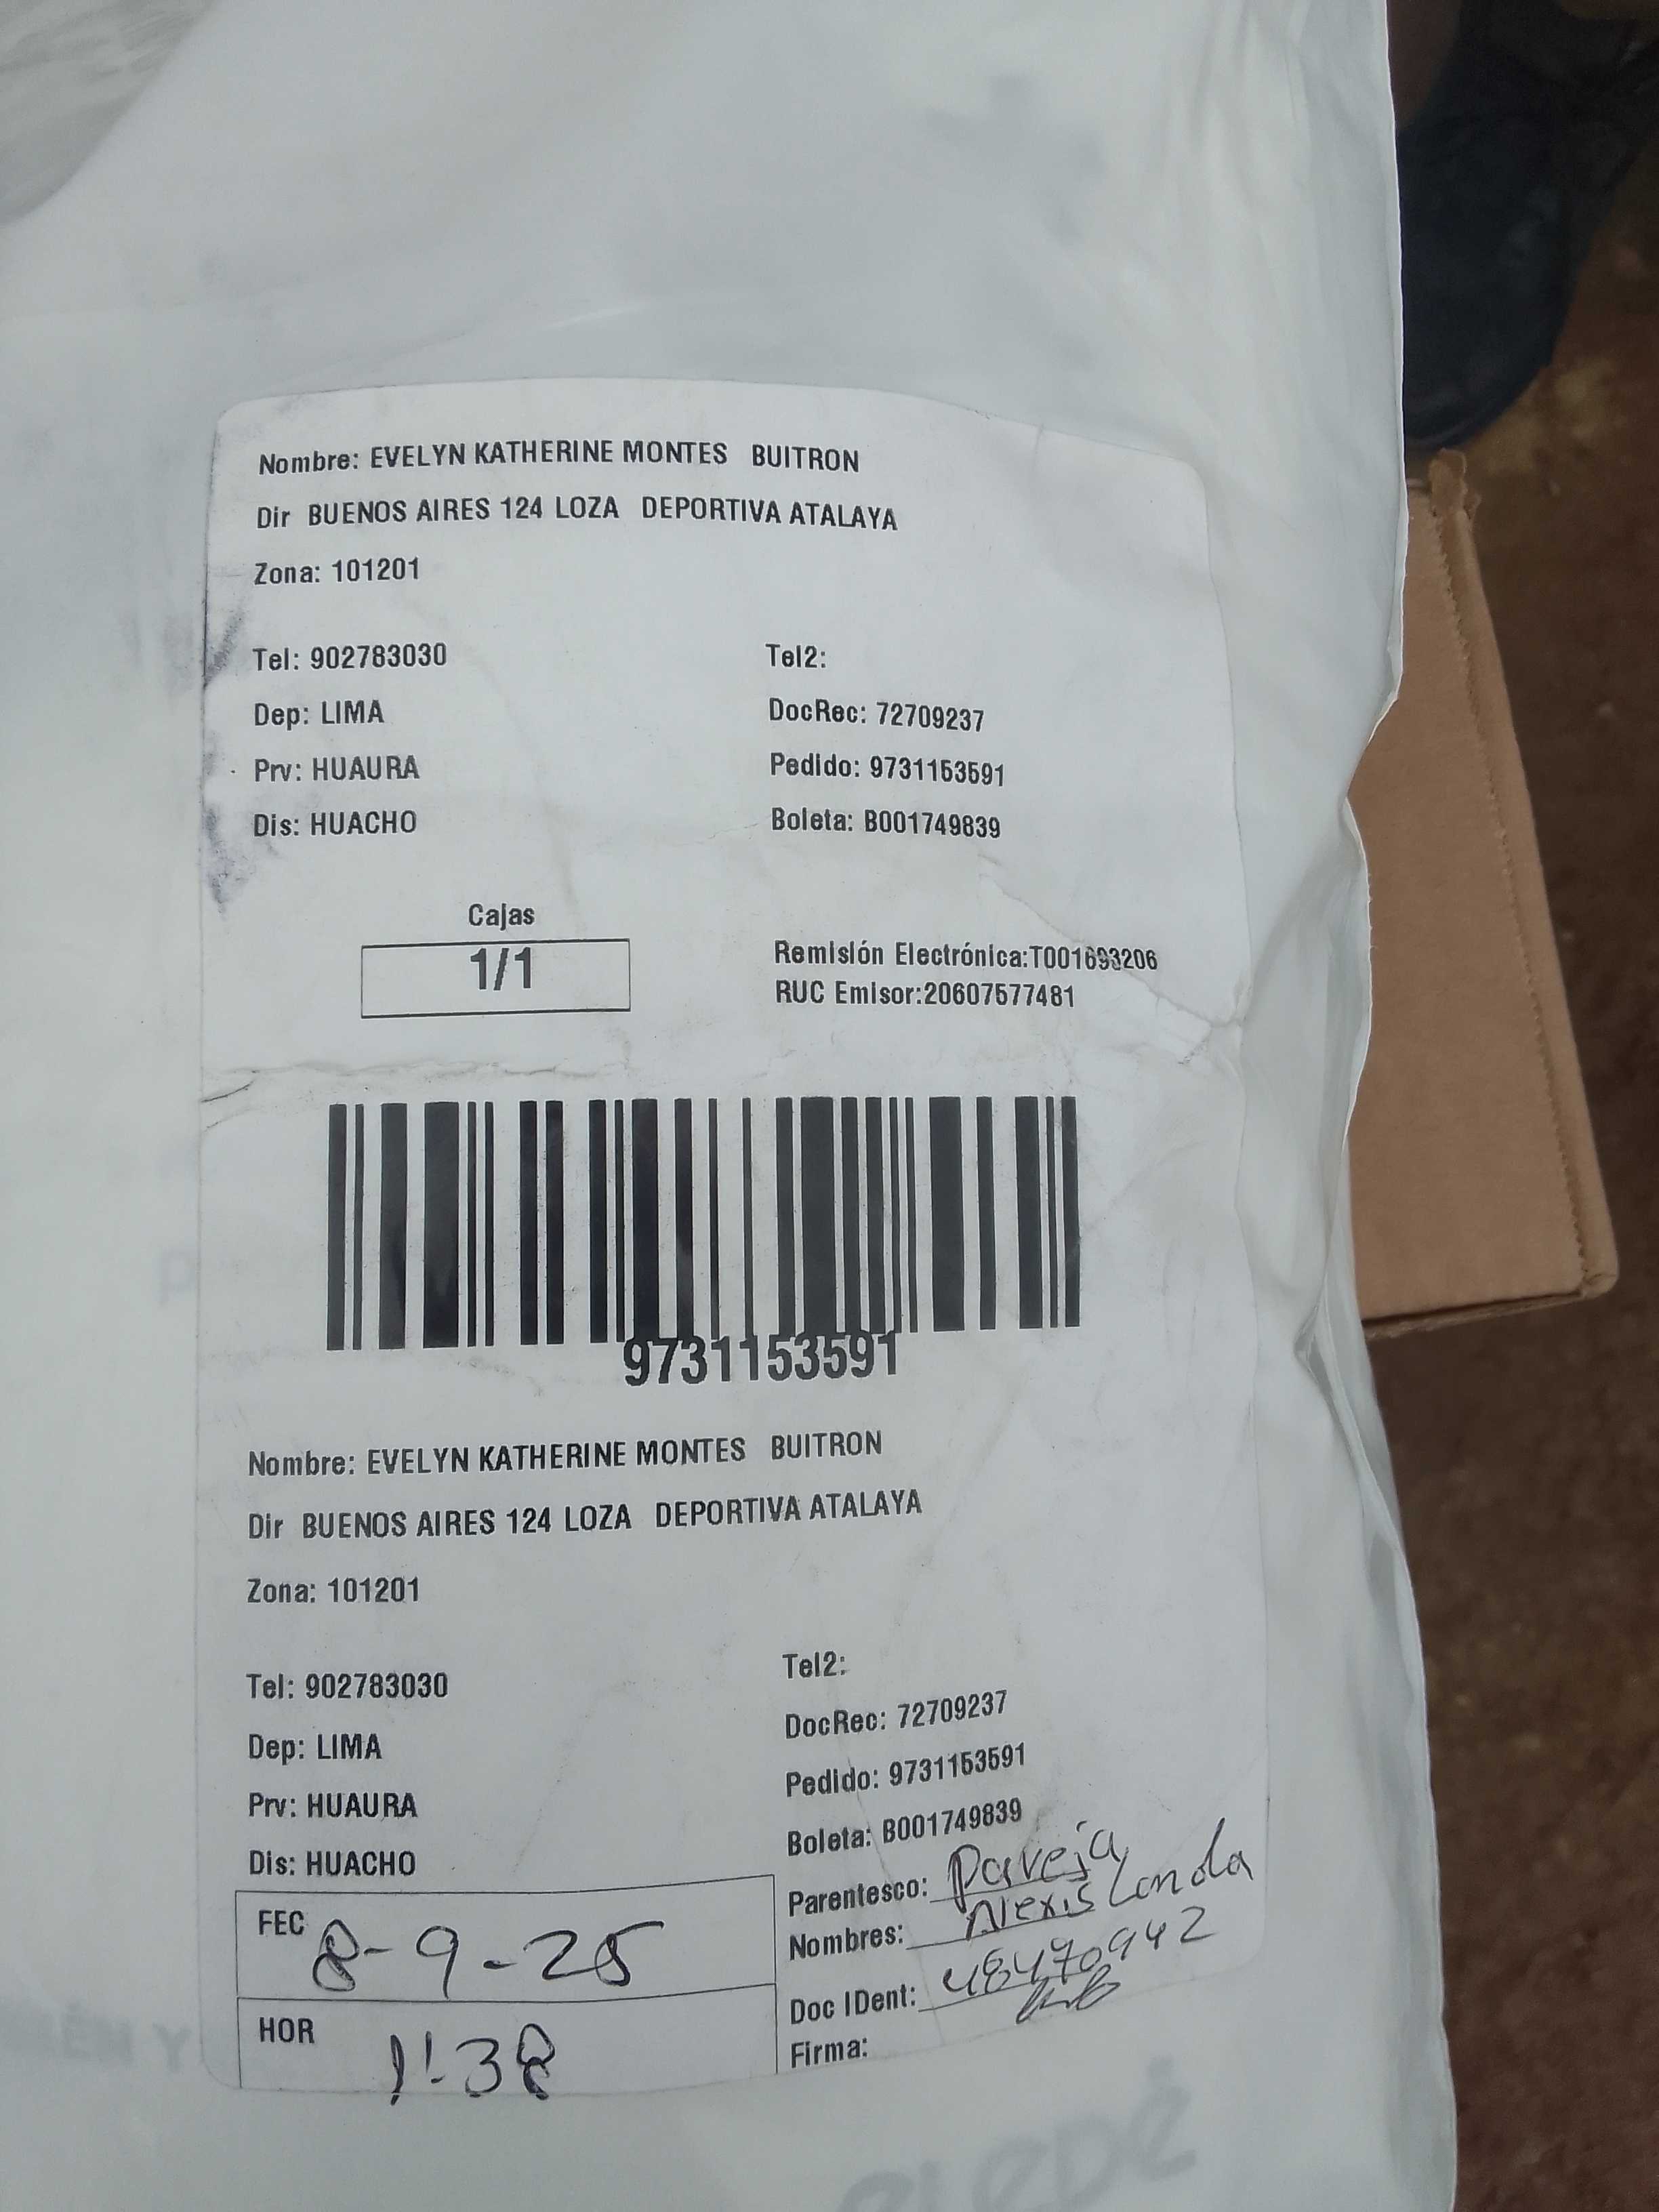 Nombre: EVELYN KATHERINE MONTES BUITRON
Dir BUENOS AIRES 124 LOZA DEPORTIVA ATALAYA
Zona: 101201
Tel: 902783030 Tel2:
Dep: LIMA DocRec: 72709237
Prv: HUAURA Pedido: 9731153591
Dis: HUACHO Boleta: B001749839
Cajas
1/1
Remisión Electrónica:T001693206
RUC Emisor:20607577481
9731153591
Nombre: EVELYN KATHERINE MONTES BUITRON
Dir BUENOS AIRES 124 LOZA DEPORTIVA ATALAYA
Zona: 101201
Tel: 902783030 Tel2:
Dep: LIMA DocRec: 72709237
Prv: HUAURA Pedido: 9731153591
Dis: HUACHO Boleta: B001749839
Parentesco: Pareja
Nombres: Alexis Landa
Doc IDent: 48470942
Firma:
FEC 8-9-25
HOR 1:38